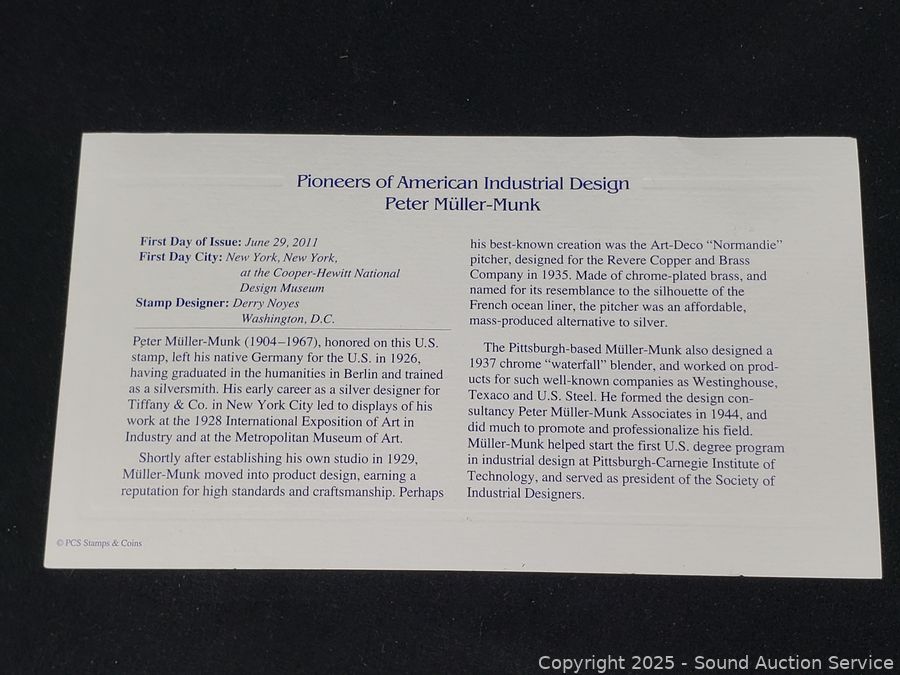 Pioneers of American Industrial Design
Peter Müller-Munk
First Day of Issue: June 29, 2011
First Day City: New York, New York,
at the Cooper-Hewitt National
Design Museum
Stamp Designer: Derry Noyes
Washington, D.C.
Peter Müller-Munk (1904–1967), honored on this U.S.
stamp, left his native Germany for the U.S. in 1926,
having graduated in the humanities in Berlin and trained
as a silversmith. His early career as a silver designer for
Tiffany & Co. in New York City led to displays of his
work at the 1928 International Exposition of Art in
Industry and at the Metropolitan Museum of Art.
Shortly after establishing his own studio in 1929,
Müller-Munk moved into product design, earning a
reputation for high standards and craftsmanship. Perhaps
his best-known creation was the Art-Deco “Normandie”
pitcher, designed for the Revere Copper and Brass
Company in 1935. Made of chrome-plated brass, and
named for its resemblance to the silhouette of the
French ocean liner, the pitcher was an affordable,
mass-produced alternative to silver.
The Pittsburgh-based Müller-Munk also designed a
1937 chrome “waterfall” blender, and worked on prod-
ucts for such well-known companies as Westinghouse,
Texaco and U.S. Steel. He formed the design con-
sultancy Peter Müller-Munk Associates in 1944, and
did much to promote and professionalize his field.
Müller-Munk helped start the first U.S. degree program
in industrial design at Pittsburgh-Carnegie Institute of
Technology, and served as president of the Society of
Industrial Designers.
© PCS Stamps & Coins
Copyright 2025 - Sound Auction Service